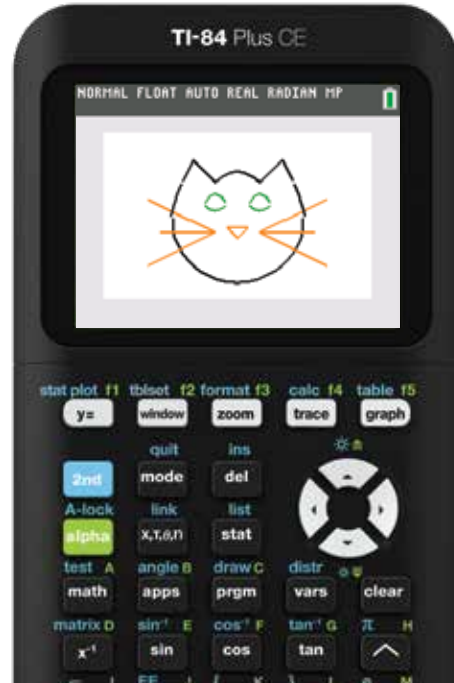 TI-84 Plus CE
NORMAL FLOAT AUTO REAL RADIAN MP
stat plot f1 tblset f2 format f3 calc f4 table f5
y= window zoom trace graph
quit ins
2nd mode del
A-lock link list
alpha X,T,θ,n stat
test A angle B draw C distr
math apps prgm vars clear
matrix D sin⁻¹ E cos⁻¹ F tan⁻¹ G π H
x⁻¹ sin cos tan ^